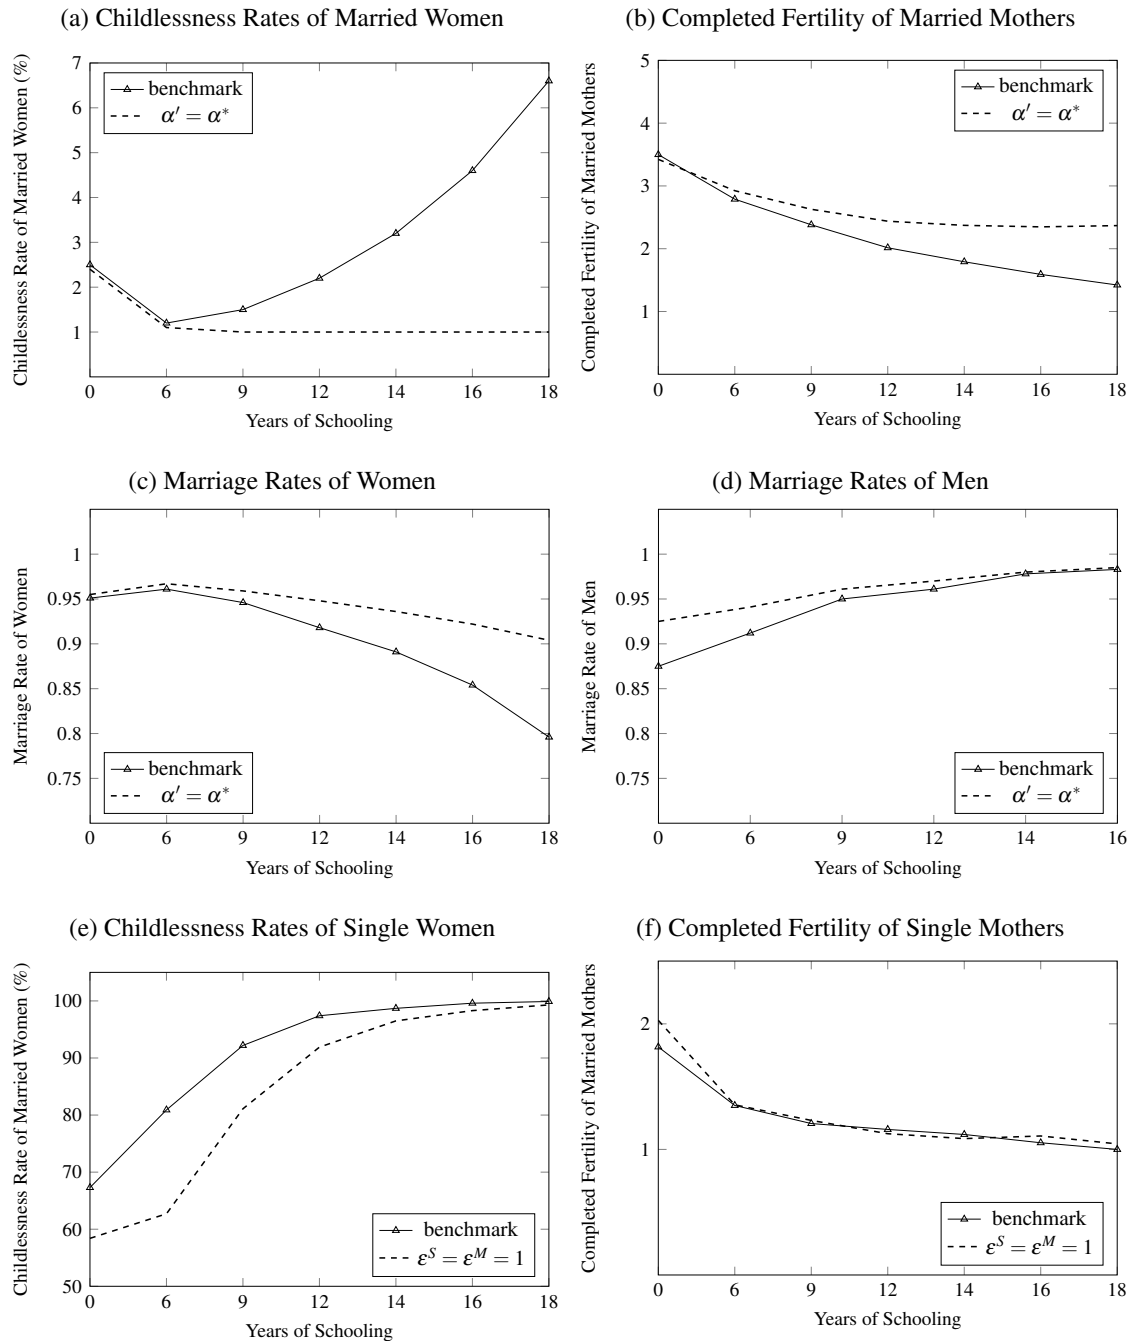 (a) Childlessness Rates of Married Women
Childlessness Rate of Married Women (%)
7
6
5
4
3
2
1
0 6 9 12 14 16 18
Years of Schooling
benchmark
α′ = α*
(b) Completed Fertility of Married Mothers
Completed Fertility of Married Mothers
5
4
3
2
1
0 6 9 12 14 16 18
Years of Schooling
benchmark
α′ = α*
(c) Marriage Rates of Women
Marriage Rate of Women
1
0.95
0.9
0.85
0.8
0.75
0 6 9 12 14 16 18
Years of Schooling
benchmark
α′ = α*
(d) Marriage Rates of Men
Marriage Rate of Men
1
0.95
0.9
0.85
0.8
0.75
0 6 9 12 14 16
Years of Schooling
benchmark
α′ = α*
(e) Childlessness Rates of Single Women
Childlessness Rate of Married Women (%)
100
90
80
70
60
50
0 6 9 12 14 16 18
Years of Schooling
benchmark
ε^S = ε^M = 1
(f) Completed Fertility of Single Mothers
Completed Fertility of Married Mothers
2
1
0 6 9 12 14 16 18
Years of Schooling
benchmark
ε^S = ε^M = 1